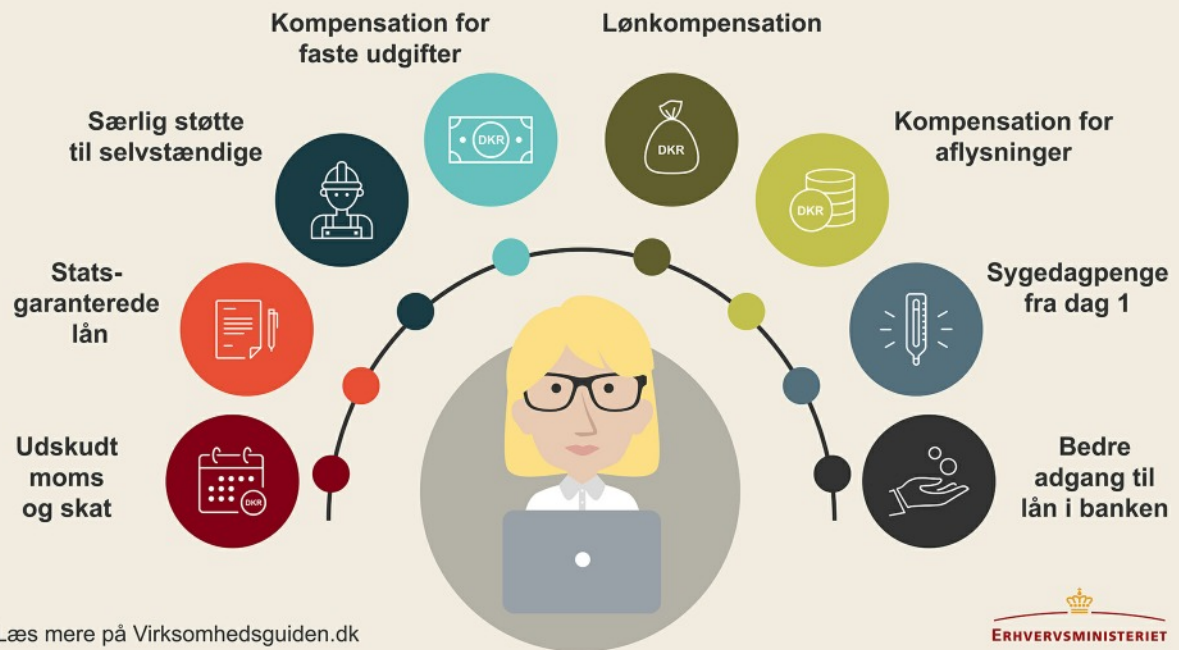 Kompensation for
faste udgifter
Lønkompensation
Særlig støtte
til selvstændige
Kompensation for
aflysninger
DKR
DKR
DKR
Stats-
garanterede
lån
Sygedagpenge
fra dag 1
Udskudt
moms
og skat
DKR
Bedre
adgang til
lån i banken
Læs mere på Virksomhedsguiden.dk
ERHVERVSMINISTERIET